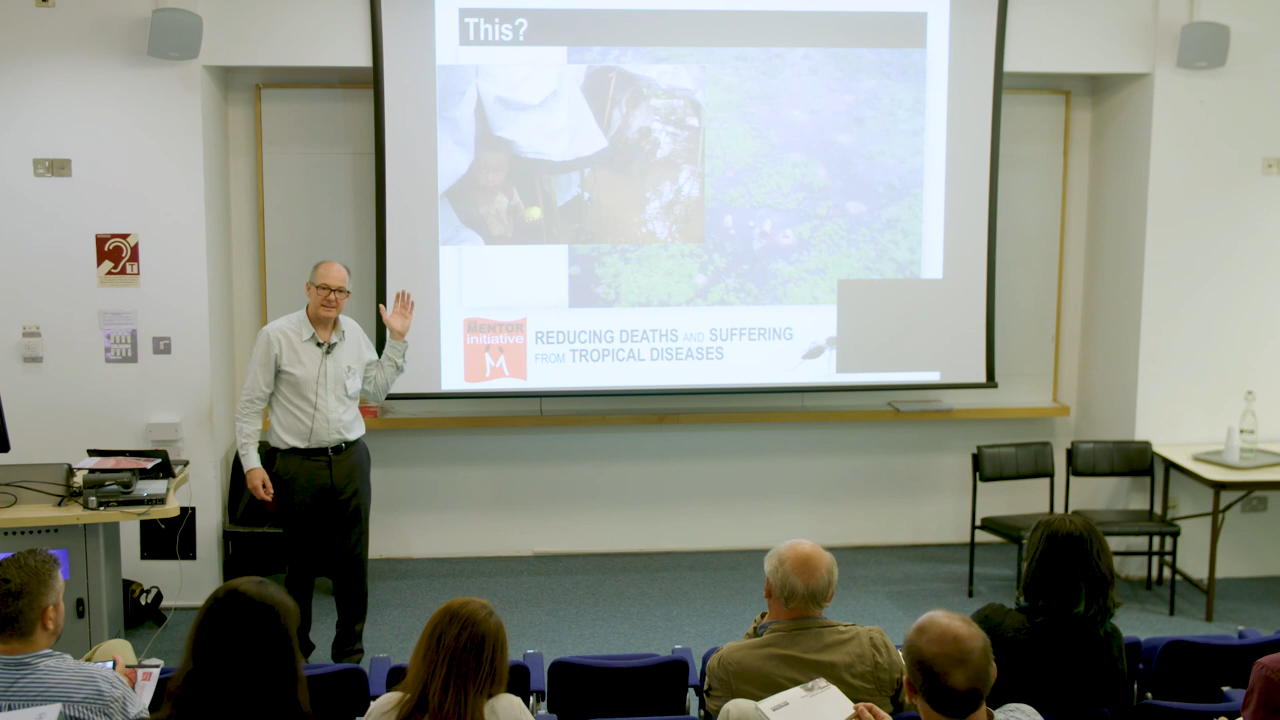 This?
MENTOR
initiative
REDUCING DEATHS AND SUFFERING
FROM TROPICAL DISEASES
T